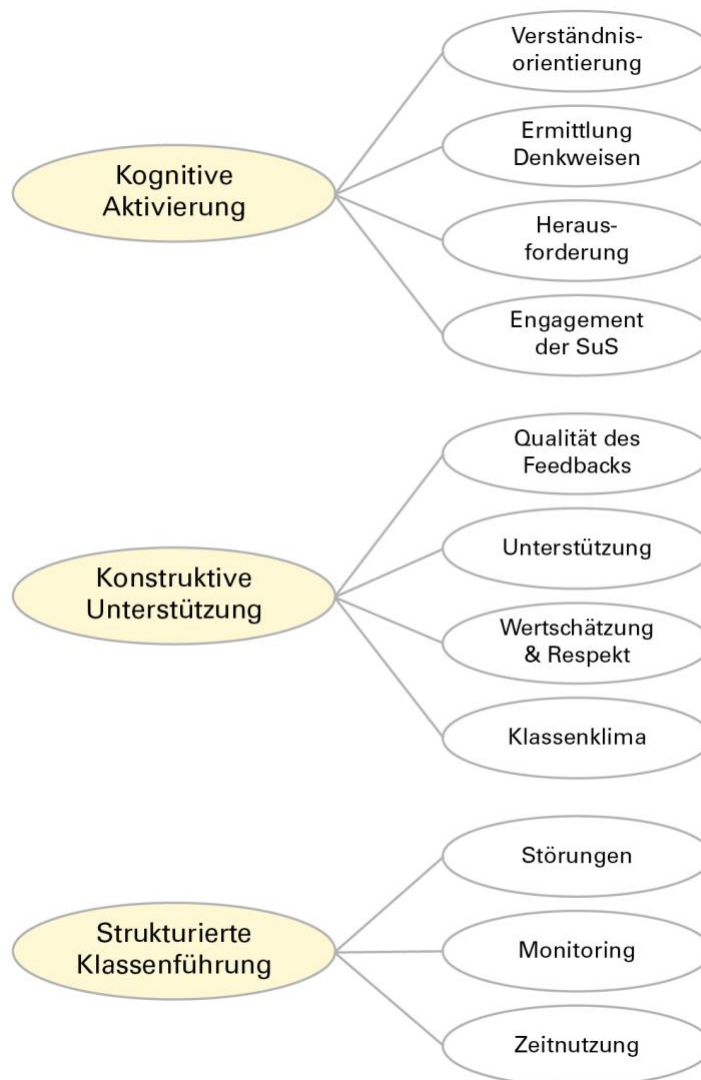 Kognitive
Aktivierung
Verständnis-
orientierung
Ermittlung
Denkweisen
Heraus-
forderung
Engagement
der SuS
Konstruktive
Unterstützung
Qualität des
Feedbacks
Unterstützung
Wertschätzung
& Respekt
Klassenklima
Strukturierte
Klassenführung
Störungen
Monitoring
Zeitnutzung